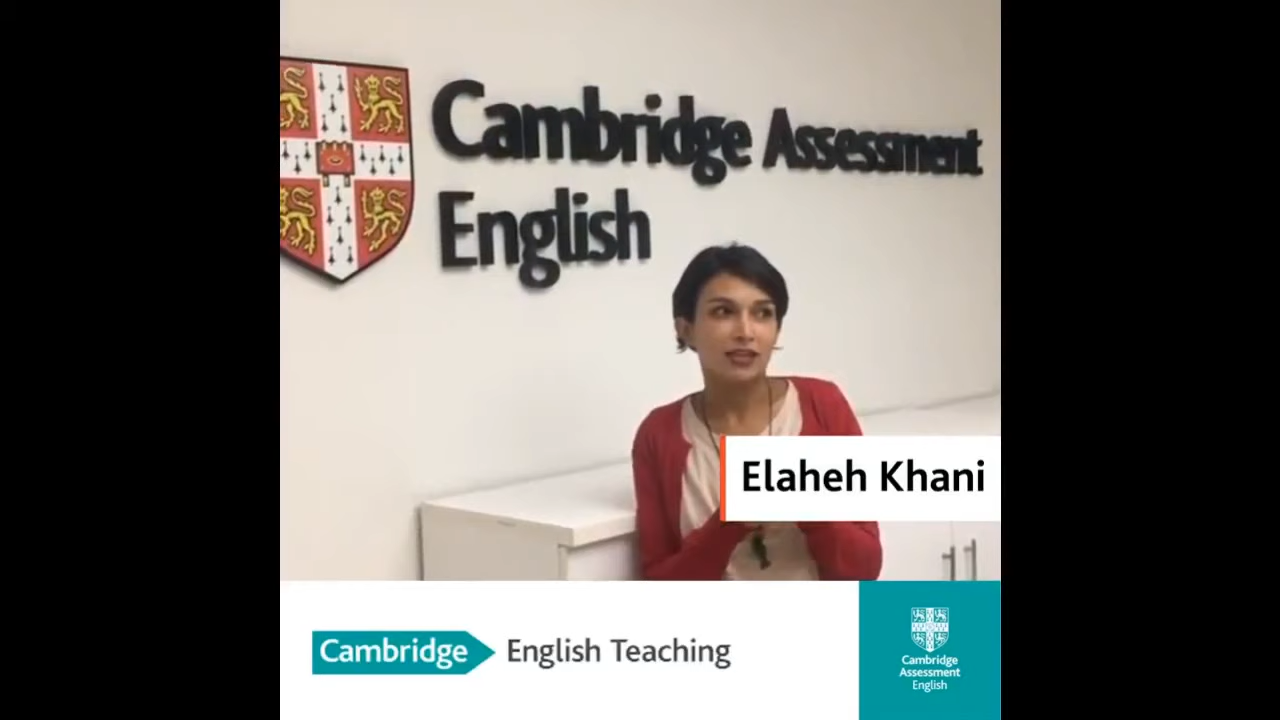 Cambridge Assessment
English
Elaheh Khani
Cambridge
English Teaching
Cambridge
Assessment
English